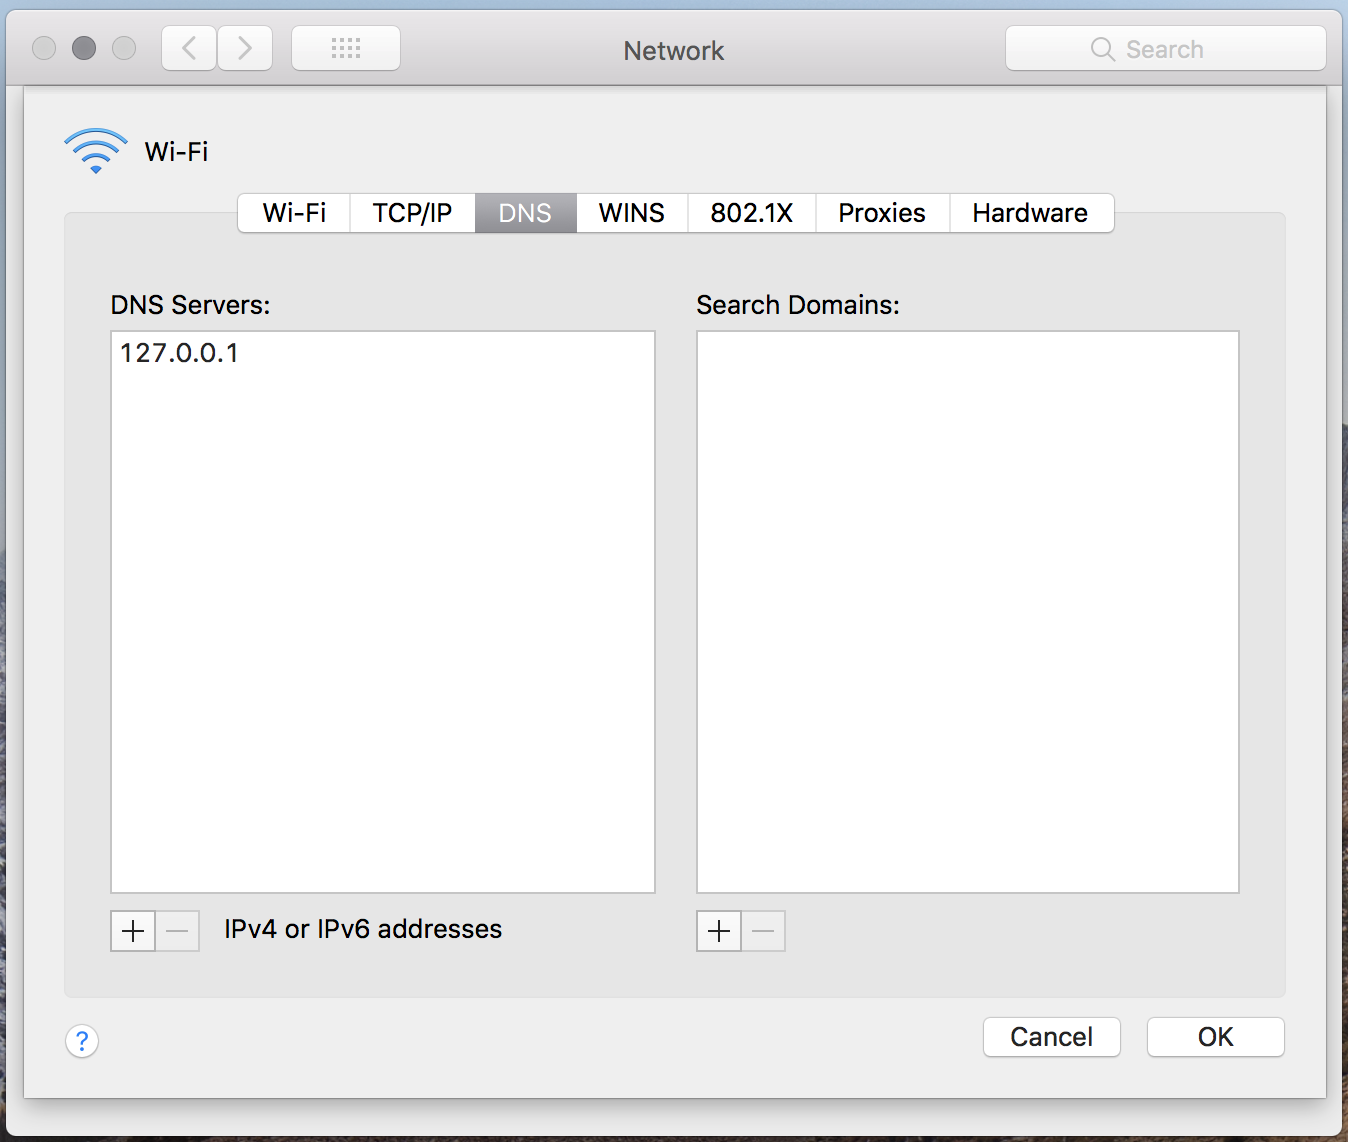 Network
Search
Wi-Fi
Wi-Fi TCP/IP DNS WINS 802.1X Proxies Hardware
DNS Servers:
Search Domains:
127.0.0.1
IPv4 or IPv6 addresses
? Cancel OK